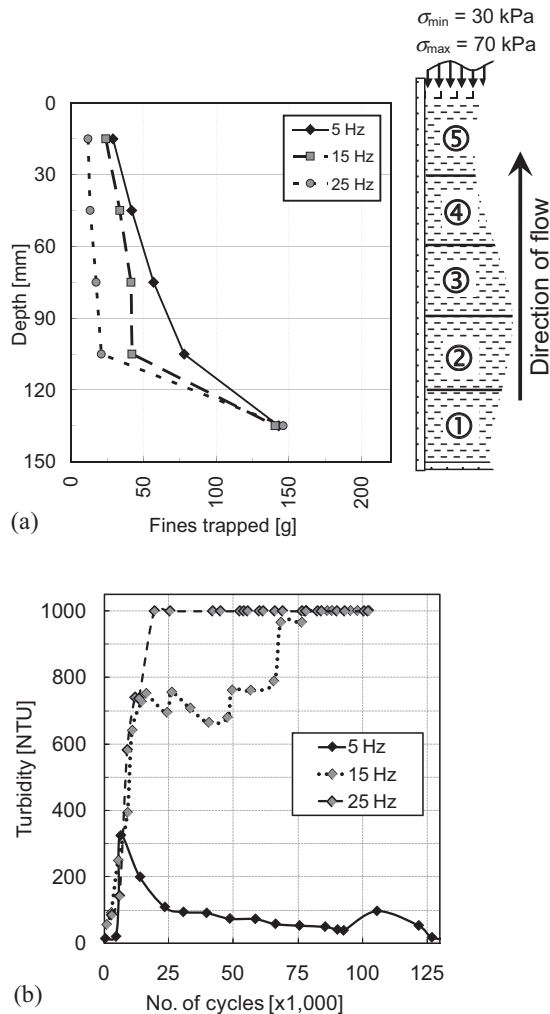 σmin = 30 kPa
σmax = 70 kPa
0
30
60
90
120
150
Depth [mm]
5 Hz
15 Hz
25 Hz
0
50
100
150
200
Fines trapped [g]
(a)
⑤
④
③
②
①
Direction of flow
1000
800
600
400
200
0
Turbidity [NTU]
5 Hz
15 Hz
25 Hz
0
25
50
75
100
125
No. of cycles [x1,000]
(b)